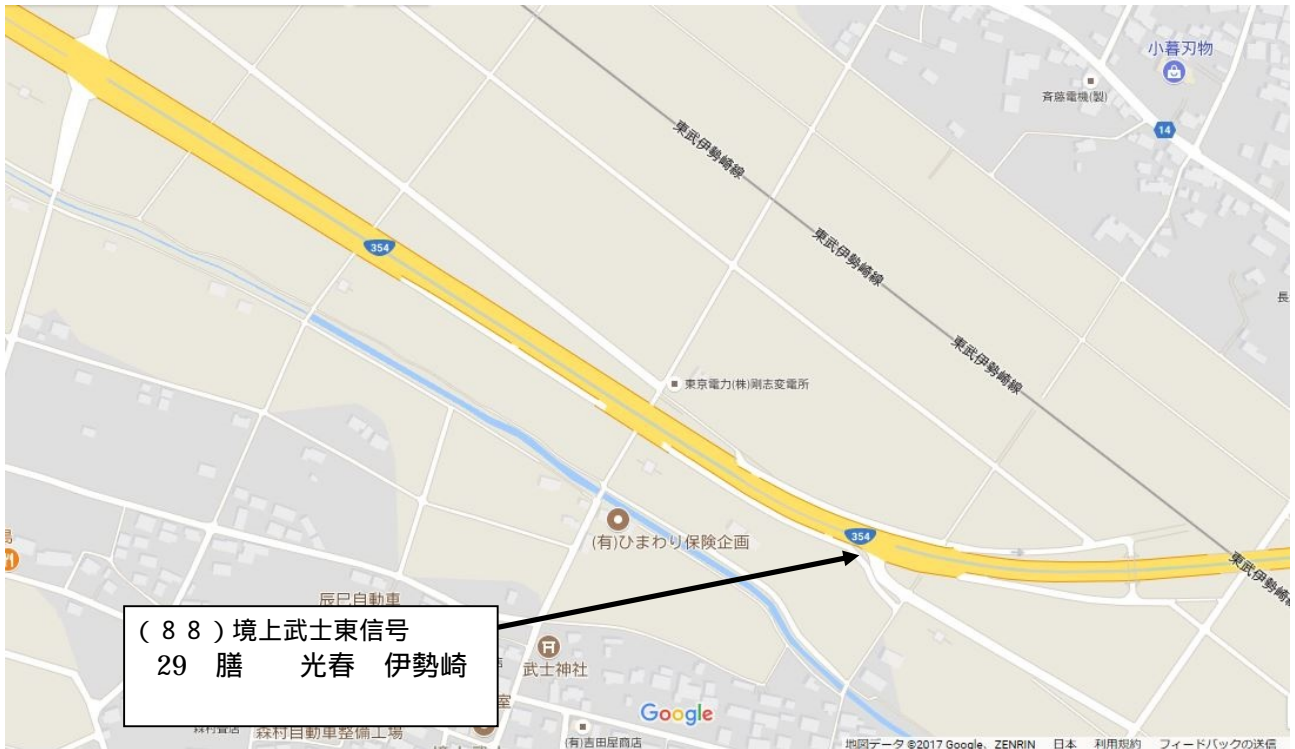 小暮刃物
斉藤電機(製)
14
東武伊勢崎線
東武伊勢崎線
354
長
東武伊勢崎線
東京電力(株)剛志変電所
(有)ひまわり保険企画
354
東武伊勢崎線
辰巳自動車
(88)境上武士東信号
29 膳 光春 伊勢崎
武士神社
室
森村自動車整備工場
(有)吉田屋商店
Google
地図データ ©2017 Google、ZENRIN 日本 利用規約 フィードバックの送信